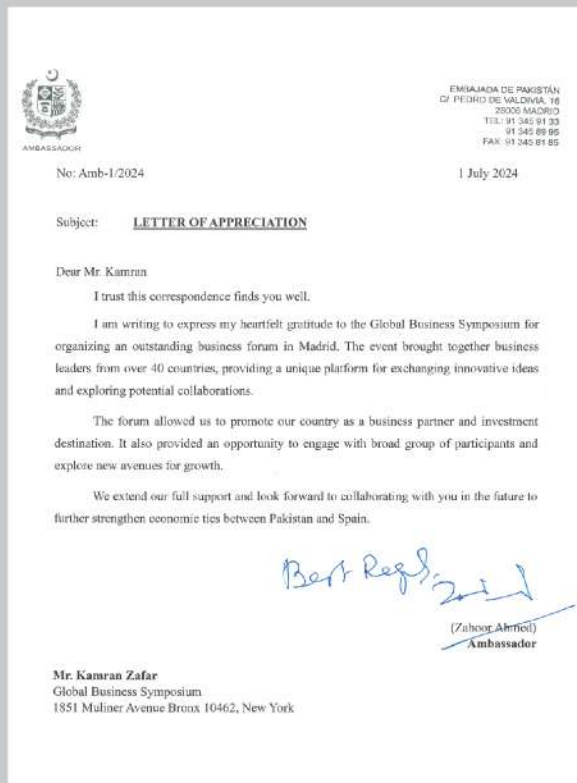 AMBASSADOR
EMBAJADA DE PAKISTÁN
C/ PEDRO DE VALDIVIA, 16
28006 MADRID
TEL: 91 345 91 33
91 345 89 95
FAX: 91 345 81 85
No: Amb-1/2024
1 July 2024
Subject: LETTER OF APPRECIATION
Dear Mr. Kamran
I trust this correspondence finds you well.
I am writing to express my heartfelt gratitude to the Global Business Symposium for
organizing an outstanding business forum in Madrid. The event brought together business
leaders from over 40 countries, providing a unique platform for exchanging innovative ideas
and exploring potential collaborations.
The forum allowed us to promote our country as a business partner and investment
destination. It also provided an opportunity to engage with broad group of participants and
explore new avenues for growth.
We extend our full support and look forward to collaborating with you in the future to
further strengthen economic ties between Pakistan and Spain.
Best Regds,
(Zahoor Ahmed)
Ambassador
Mr. Kamran Zafar
Global Business Symposium
1851 Muliner Avenue Bronx 10462, New York